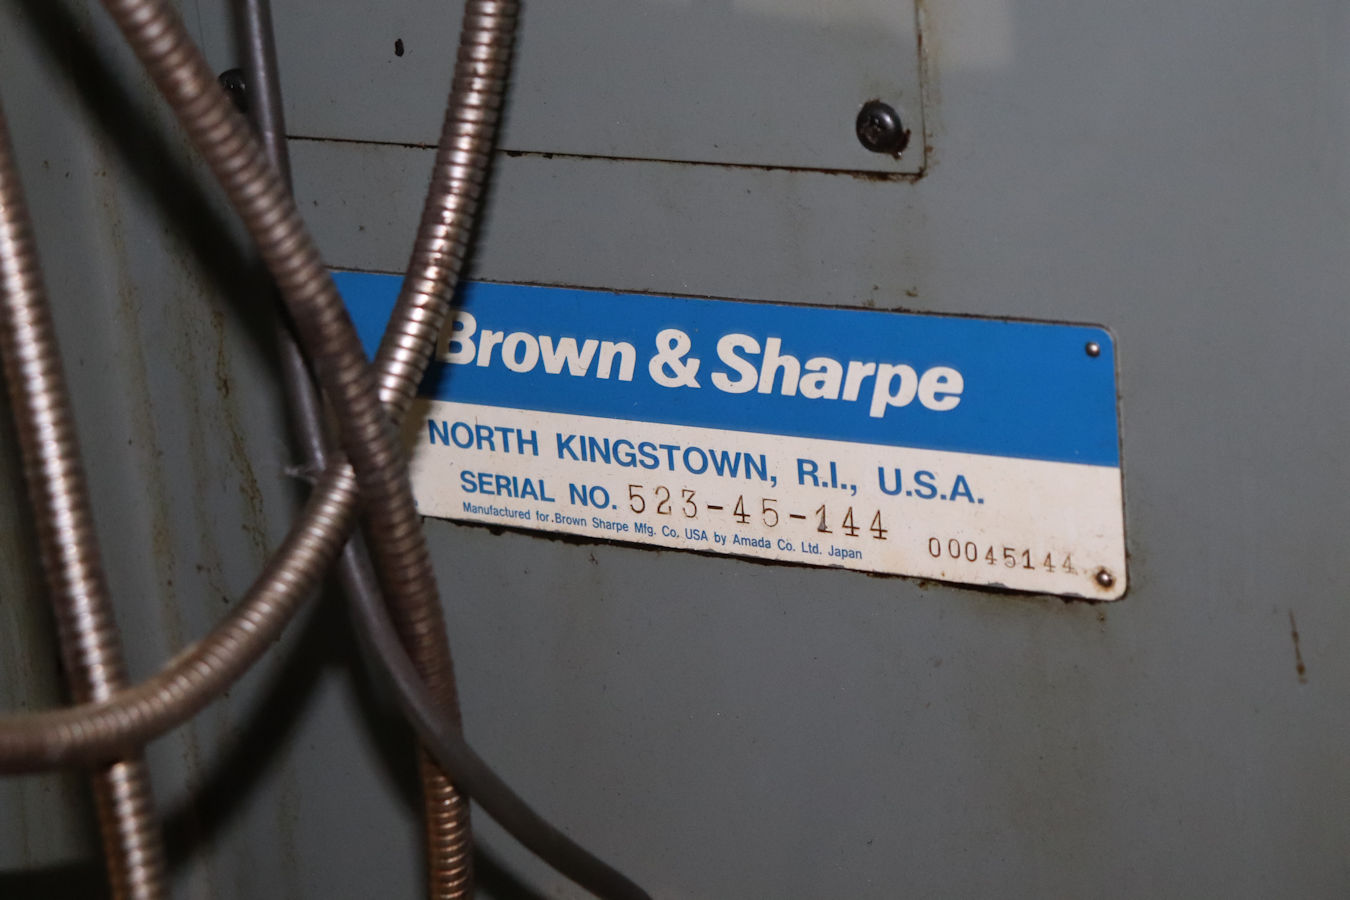 Brown & Sharpe
NORTH KINGSTOWN, R.I., U.S.A.
SERIAL NO. 523-45-144
Manufactured for Brown Sharpe Mfg. Co. USA by Amada Co. Ltd. Japan
00045144